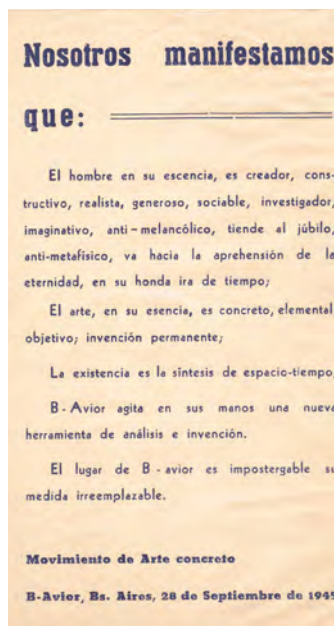 Nosotros manifestamos
que:
El hombre en su escencia, es creador, cons-
tructivo, realista, generoso, sociable, investigador,
imaginativo, anti-melancólico, tiende al júbilo,
anti-metafísico, va hacia la aprehensión de la
eternidad, en su honda ira de tiempo;
El arte, en su esencia, es concreto, elemental
objetivo; invención permanente;
La existencia es la síntesis de espacio-tiempo
B-Avior agita en sus manos una nueva
herramienta de análisis e invención.
El lugar de B-avior es impostergable su
medida irreemplazable.
Movimiento de Arte concreto
B-Avior, Bs. Aires, 28 de Septiembre de